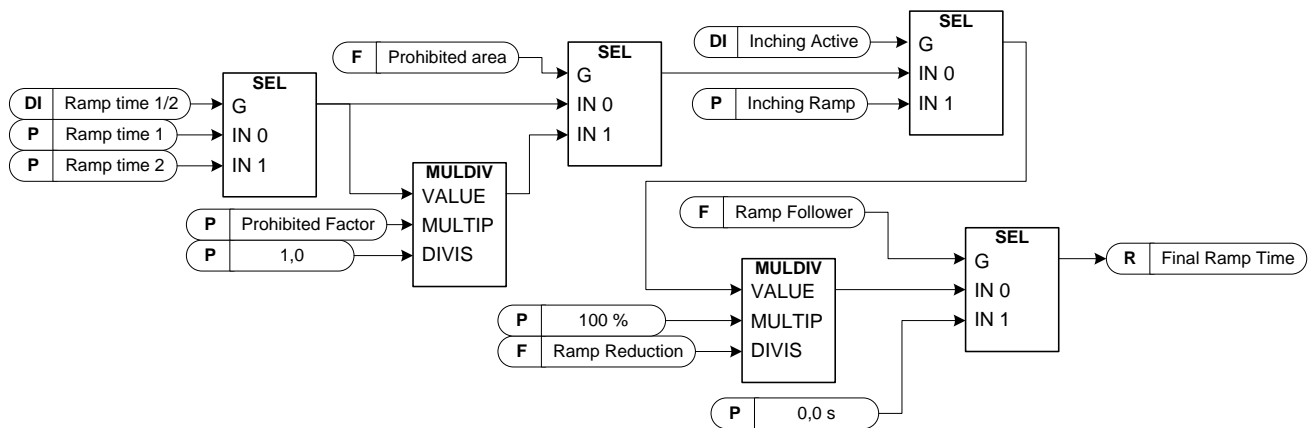 SEL
DI Inching Active
G
IN 0
P Inching Ramp
IN 1
F Prohibited area
SEL
G
IN 0
IN 1
SEL
DI Ramp time 1/2
G
P Ramp time 1
IN 0
P Ramp time 2
IN 1
MULDIV
VALUE
P Prohibited Factor
MULTIP
P 1,0
DIVIS
F Ramp Follower
SEL
G
IN 0
IN 1
R Final Ramp Time
MULDIV
VALUE
P 100 %
MULTIP
F Ramp Reduction
DIVIS
P 0,0 s